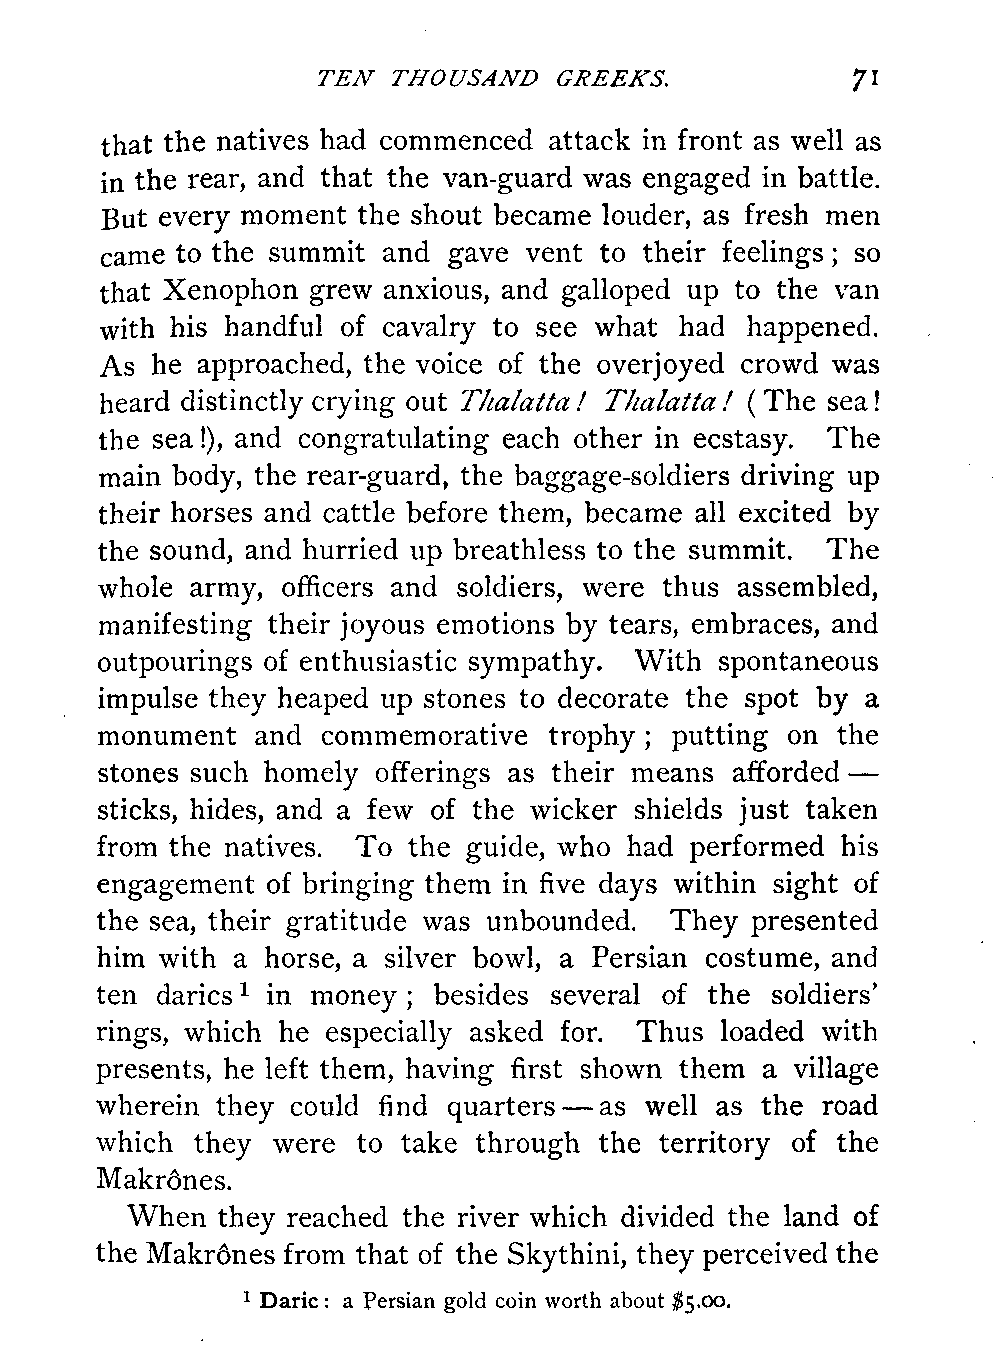 TEN THOUSAND GREEKS. 71
that the natives had commenced attack in front as well as
in the rear, and that the van-guard was engaged in battle.
But every moment the shout became louder, as fresh men
came to the summit and gave vent to their feelings; so
that Xenophon grew anxious, and galloped up to the van
with his handful of cavalry to see what had happened.
As he approached, the voice of the overjoyed crowd was
heard distinctly crying out Thalatta! Thalatta! (The sea!
the sea!), and congratulating each other in ecstasy. The
main body, the rear-guard, the baggage-soldiers driving up
their horses and cattle before them, became all excited by
the sound, and hurried up breathless to the summit. The
whole army, officers and soldiers, were thus assembled,
manifesting their joyous emotions by tears, embraces, and
outpourings of enthusiastic sympathy. With spontaneous
impulse they heaped up stones to decorate the spot by a
monument and commemorative trophy; putting on the
stones such homely offerings as their means afforded —
sticks, hides, and a few of the wicker shields just taken
from the natives. To the guide, who had performed his
engagement of bringing them in five days within sight of
the sea, their gratitude was unbounded. They presented
him with a horse, a silver bowl, a Persian costume, and
ten darics¹ in money; besides several of the soldiers'
rings, which he especially asked for. Thus loaded with
presents, he left them, having first shown them a village
wherein they could find quarters — as well as the road
which they were to take through the territory of the
Makrônes.
When they reached the river which divided the land of
the Makrônes from that of the Skythini, they perceived the
¹ Daric: a Persian gold coin worth about $5.00.